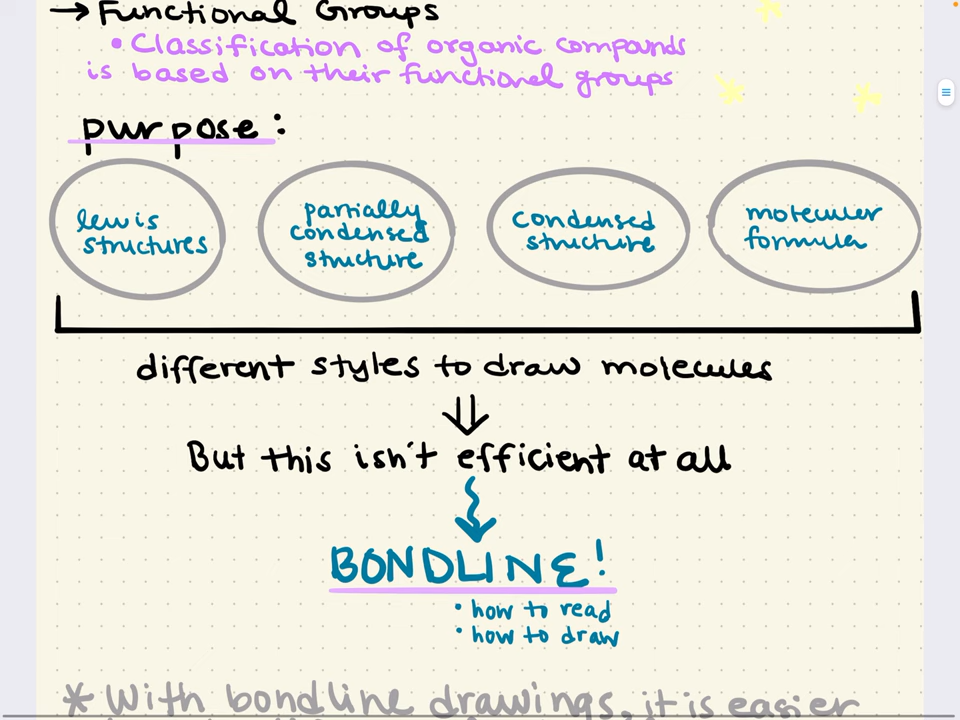 → Functional Groups
• Classification of organic compounds
is based on their functional groups
purpose:
lewis
structures
partially
condensed
structure
condensed
structure
molecular
formula
different styles to draw molecules
⇓
But this isn't efficient at all
BONDLINE!
• how to read
• how to draw
* With bondline drawings, it is easier